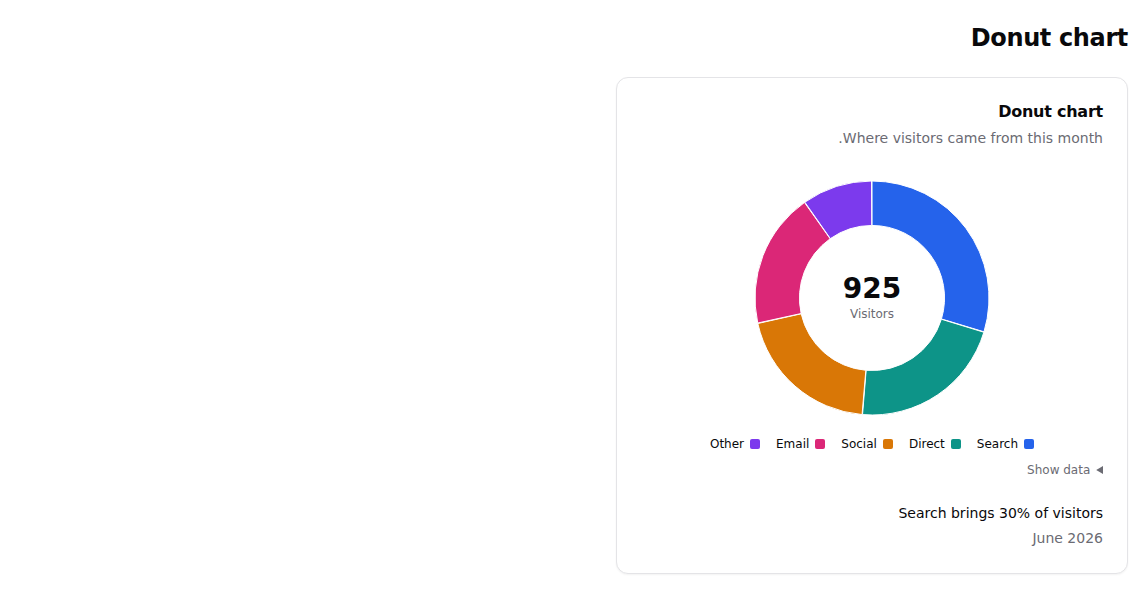 Donut chart
Donut chart
.Where visitors came from this month
925
Visitors
Search
Direct
Social
Email
Other
Show data
Search brings 30% of visitors
June 2026